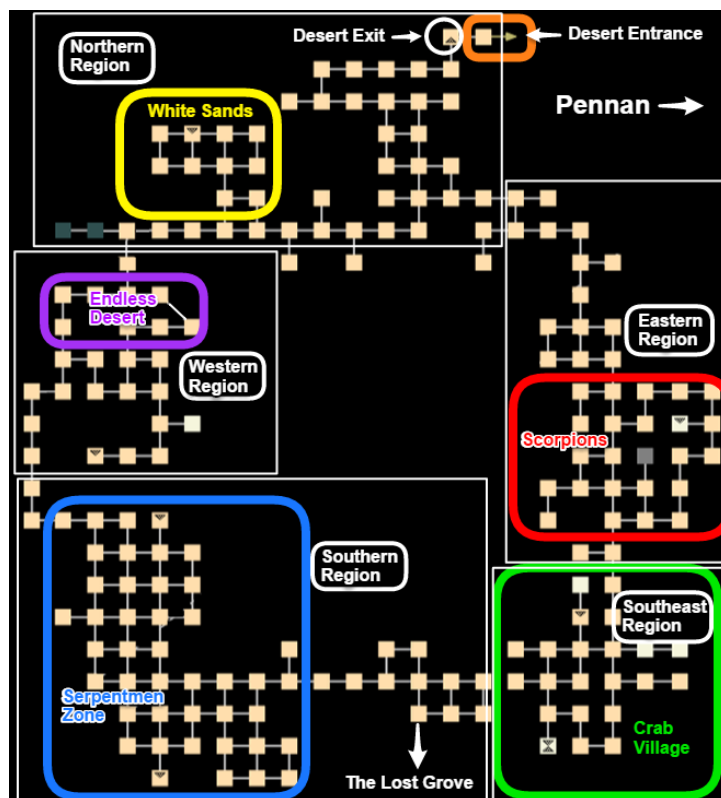 Northern
Region
Desert Exit
Desert Entrance
White Sands
Pennan
Endless
Desert
Western
Region
Eastern
Region
Scorpions
Southern
Region
Southeast
Region
Serpentmen
Zone
Crab
Village
The Lost Grove